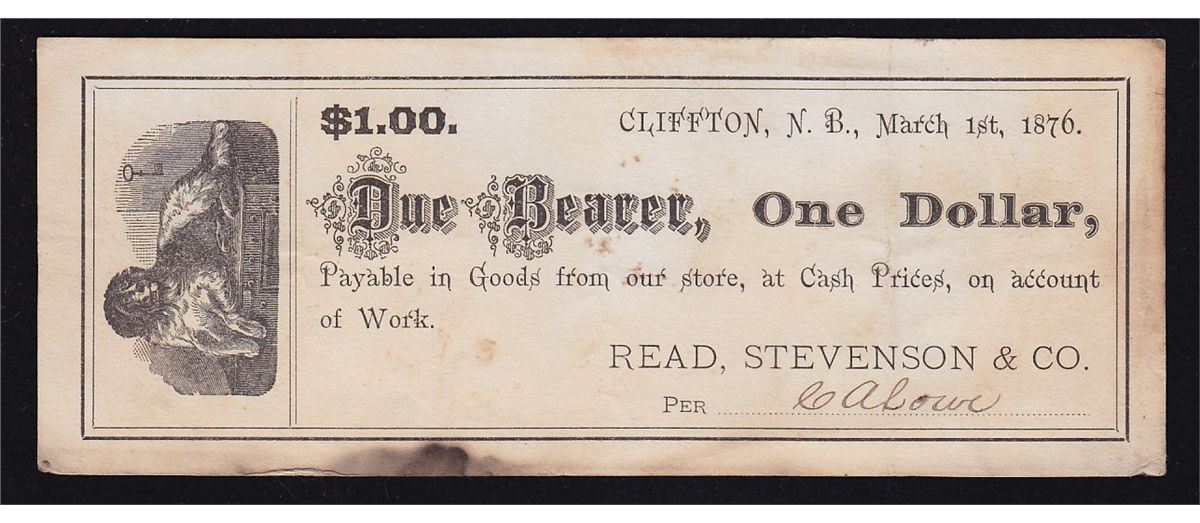 $1.00. CLIFFTON, N. B., March 1st, 1876.
Due Bearer, One Dollar,
Payable in Goods from our store, at Cash Prices, on account
of Work.
READ, STEVENSON & CO.
PER C A Lowe